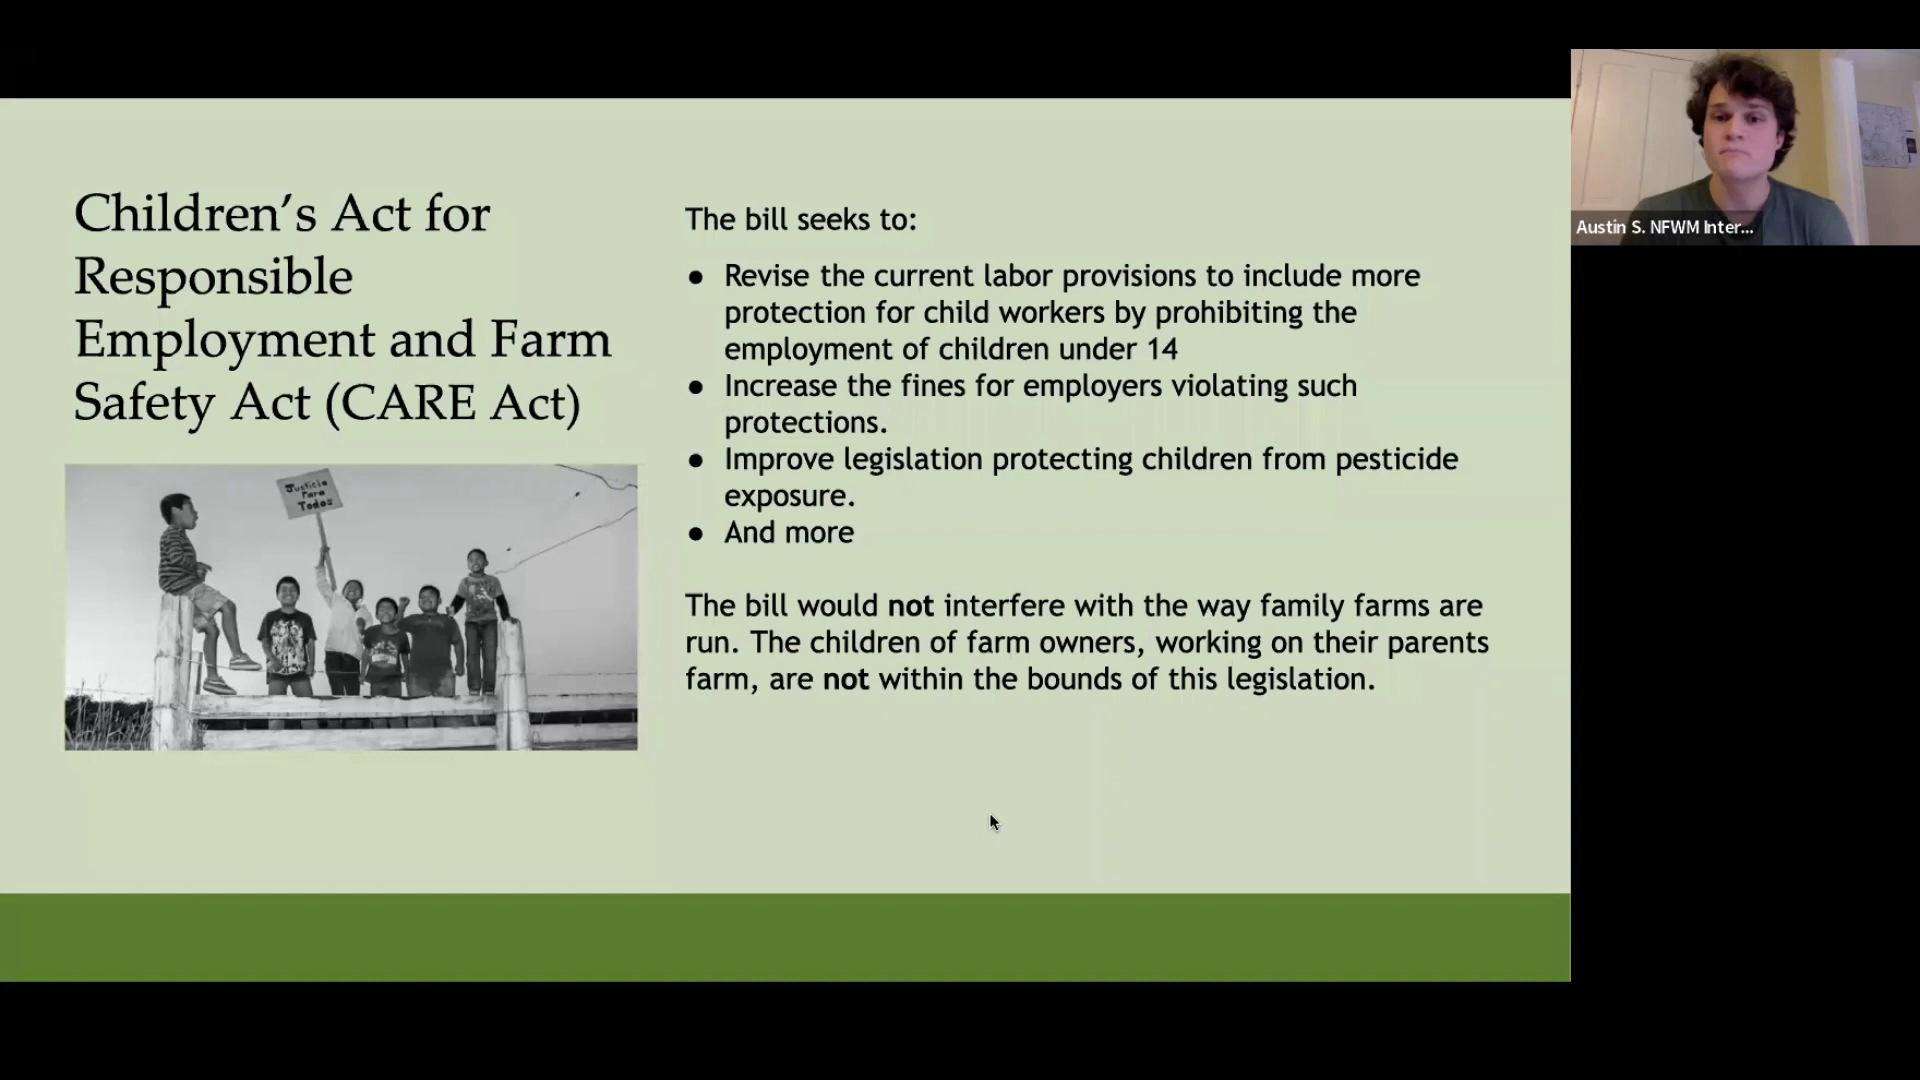 Children’s Act for
Responsible
Employment and Farm
Safety Act (CARE Act)
Justicia
Para
Todos
The bill seeks to:
● Revise the current labor provisions to include more
protection for child workers by prohibiting the
employment of children under 14
● Increase the fines for employers violating such
protections.
● Improve legislation protecting children from pesticide
exposure.
● And more
The bill would not interfere with the way family farms are
run. The children of farm owners, working on their parents
farm, are not within the bounds of this legislation.
Austin S. NFWM Inter...